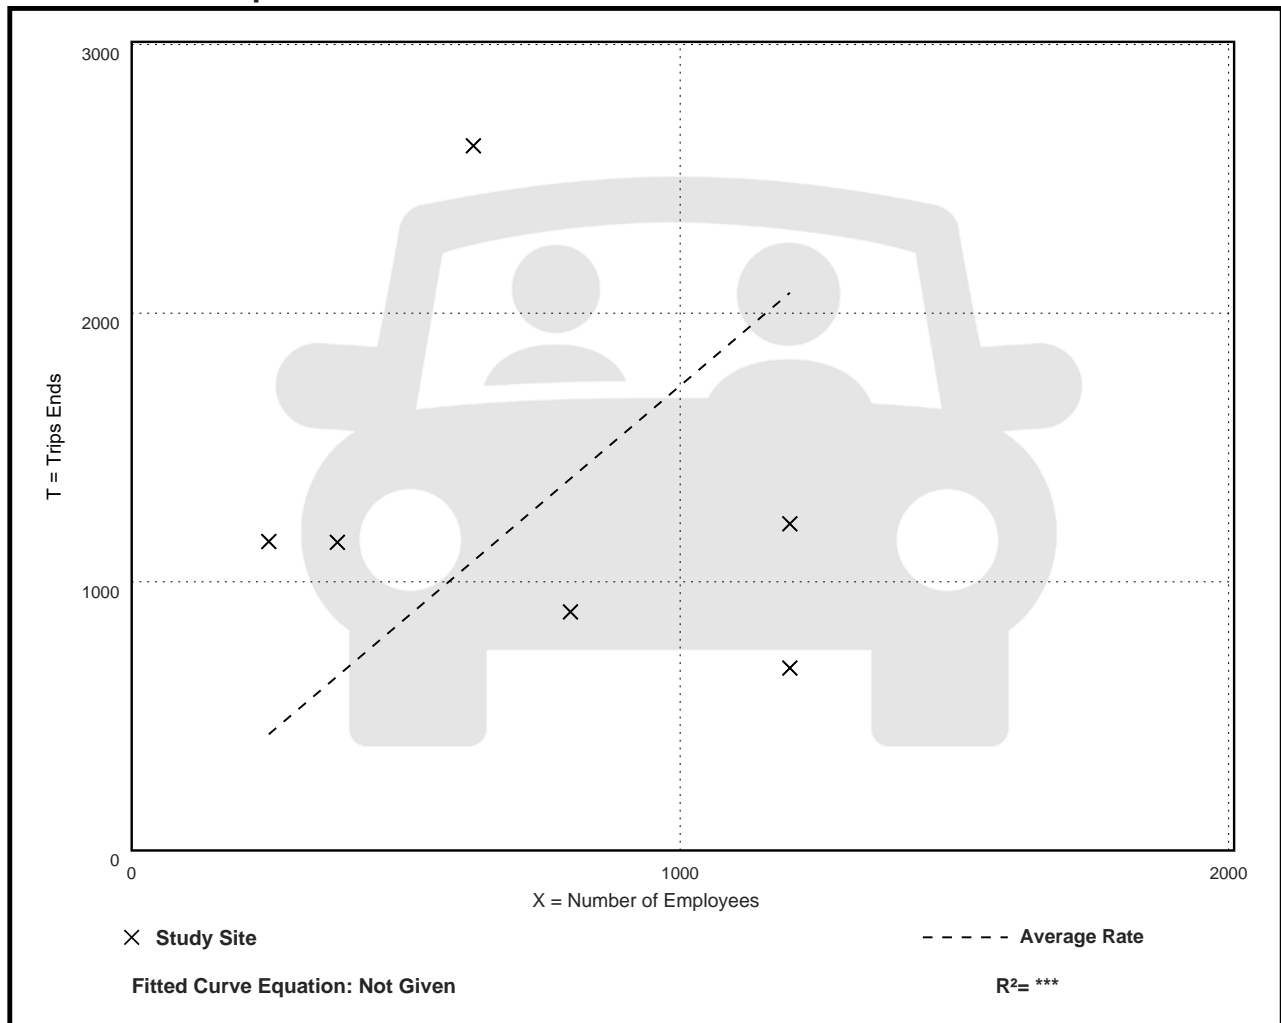 3000
2000
1000
0
T = Trips Ends
0 1000 2000
X = Number of Employees
Study Site
Average Rate
Fitted Curve Equation: Not Given
R²= ***